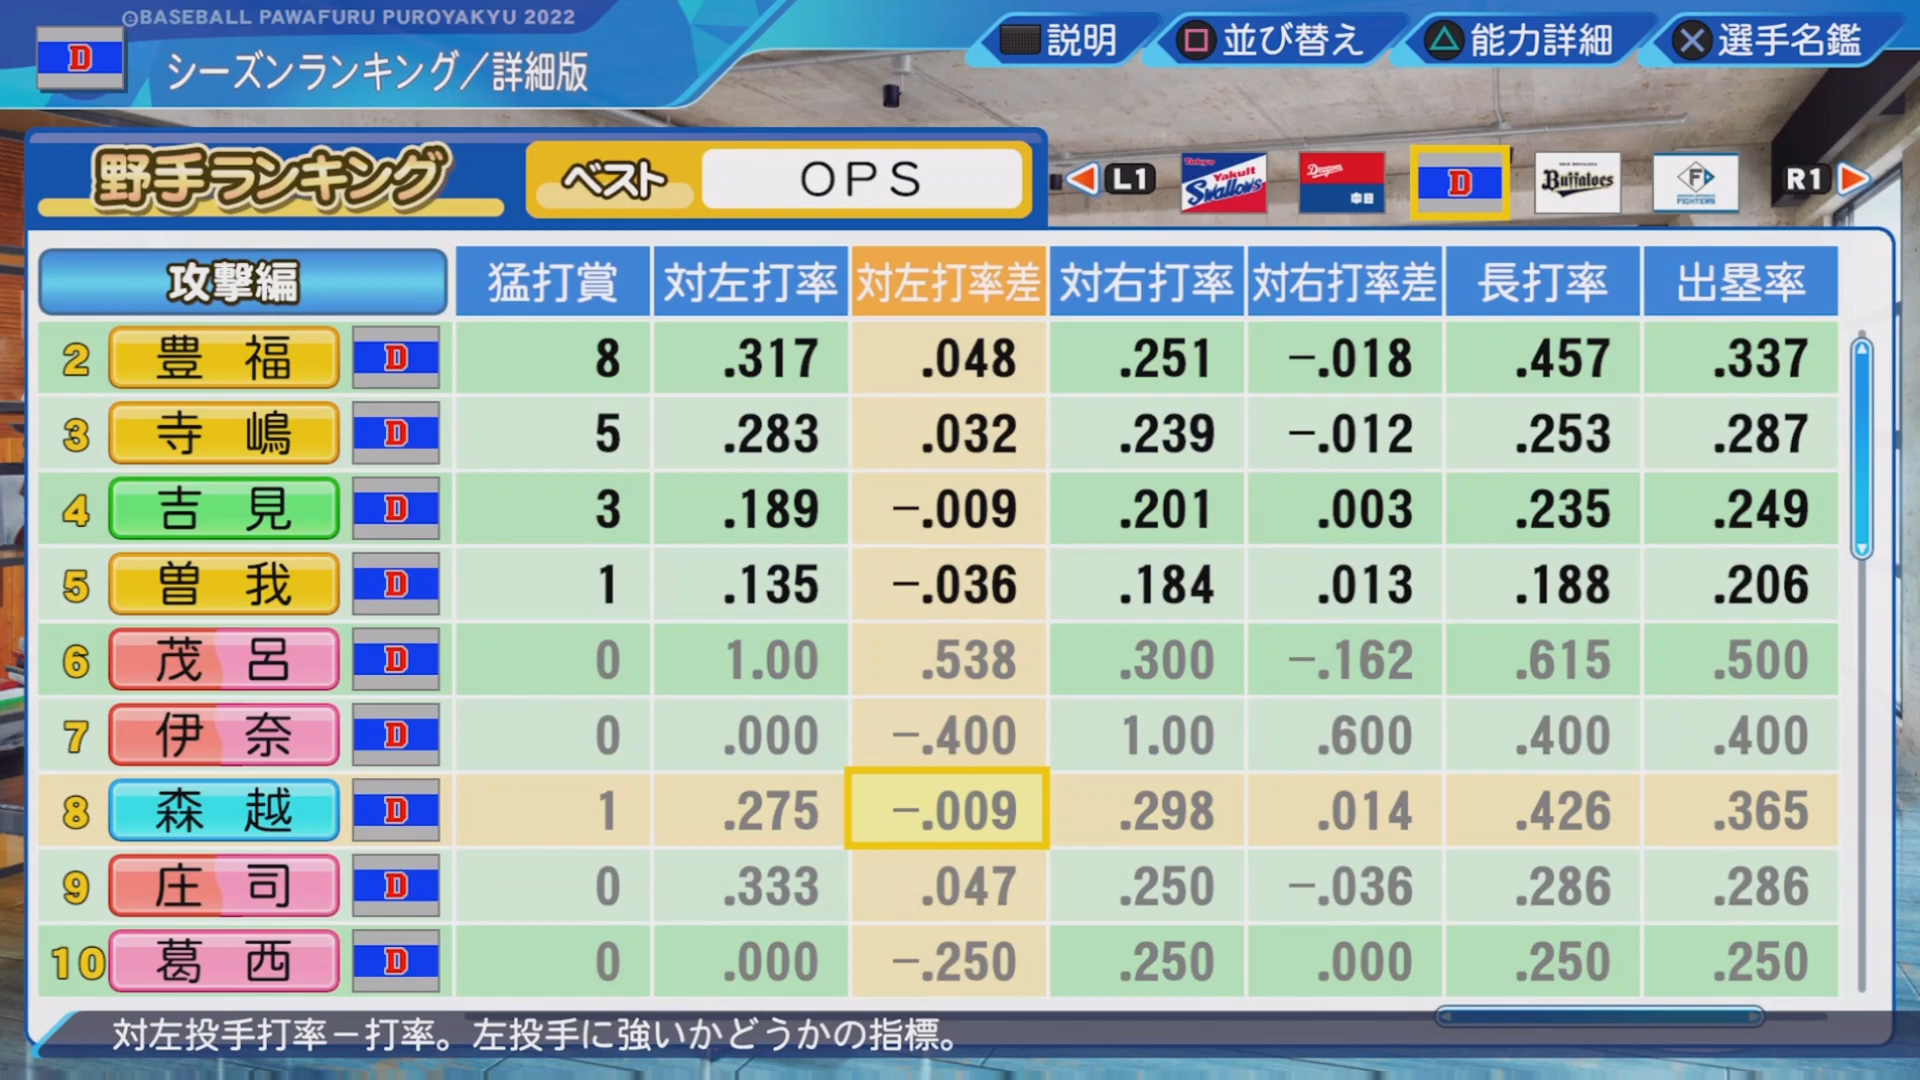 ©BASEBALL PAWAFURU PUROYAKYU 2022
D シーズンランキング／詳細版
説明 並び替え 能力詳細 選手名鑑
野手ランキング ベスト OPS
L1 Tokyo Yakult Swallows Dragons 中日 D Buffaloes F FIGHTERS R1
攻撃編 猛打賞 対左打率 対左打率差 対右打率 対右打率差 長打率 出塁率
2 豊福 D 8 .317 .048 .251 −.018 .457 .337
3 寺嶋 D 5 .283 .032 .239 −.012 .253 .287
4 吉見 D 3 .189 −.009 .201 .003 .235 .249
5 曽我 D 1 .135 −.036 .184 .013 .188 .206
6 茂呂 D 0 1.00 .538 .300 −.162 .615 .500
7 伊奈 D 0 .000 −.400 1.00 .600 .400 .400
8 森越 D 1 .275 −.009 .298 .014 .426 .365
9 庄司 D 0 .333 .047 .250 −.036 .286 .286
10 葛西 D 0 .000 −.250 .250 .000 .250 .250
対左投手打率－打率。左投手に強いかどうかの指標。